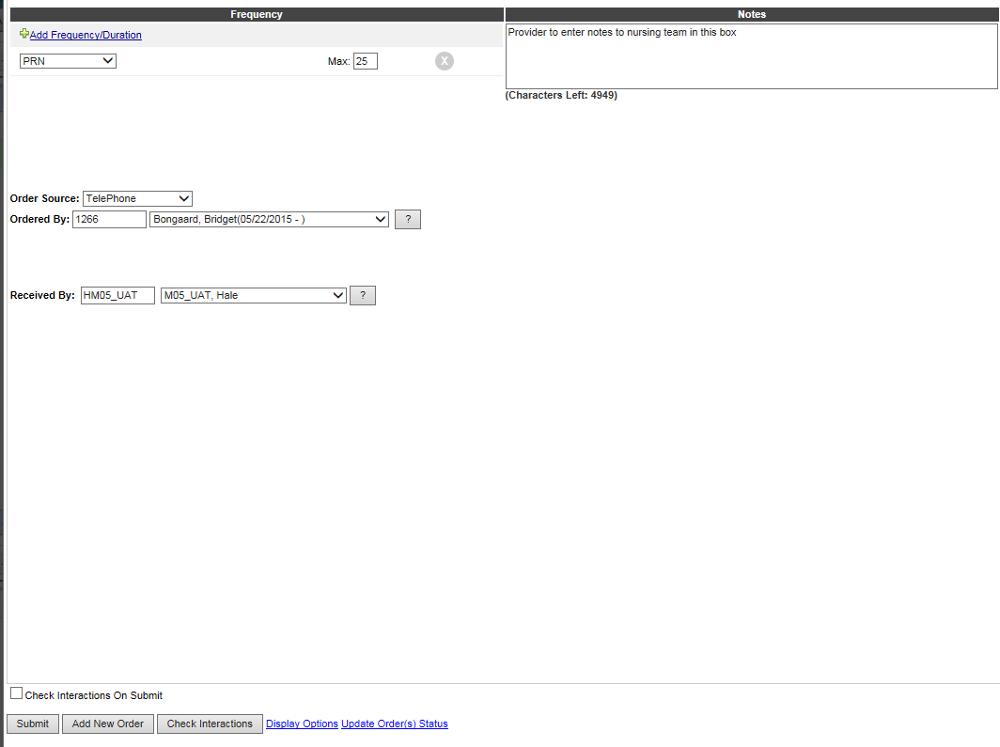 Frequency
Notes
Add Frequency/Duration
Provider to enter notes to nursing team in this box
PRN
Max: 25
X
(Characters Left: 4949)
Order Source: TelePhone
Ordered By: 1266 Bongaard, Bridget(05/22/2015 - ) ?
Received By: HM05_UAT M05_UAT, Hale ?
Check Interactions On Submit
Submit Add New Order Check Interactions Display Options Update Order(s) Status